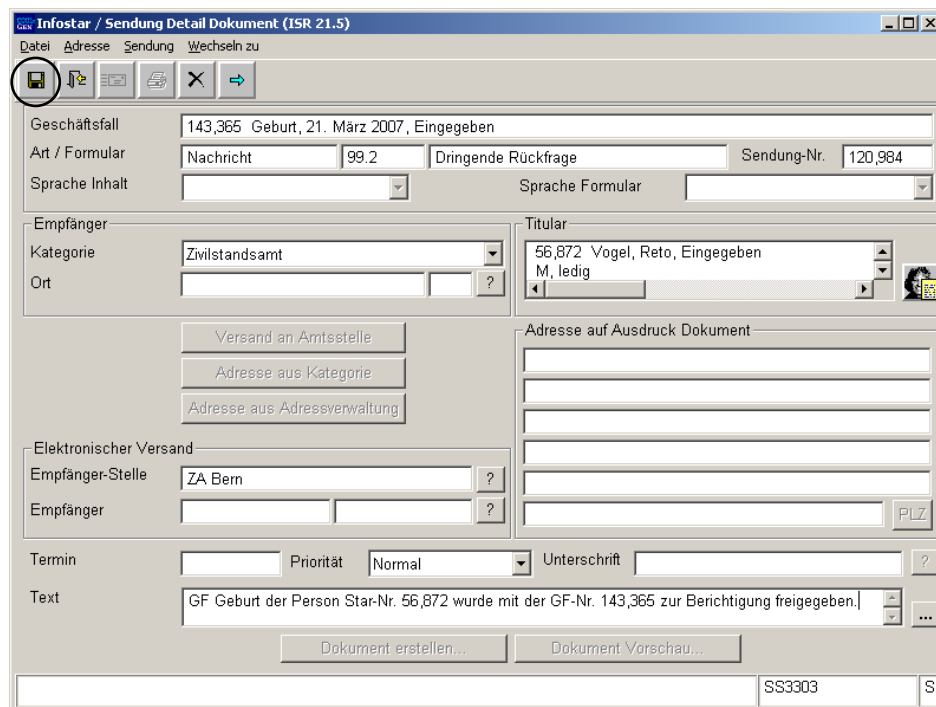 Infostar / Sendung Detail Dokument (ISR 21.5)
Datei Adresse Sendung Wechseln zu
Geschäftsfall 143,365 Geburt, 21. März 2007, Eingegeben
Art / Formular Nachricht 99.2 Dringende Rückfrage Sendung-Nr. 120,984
Sprache Inhalt Sprache Formular
Empfänger
Kategorie Zivilstandsamt
Ort ?
Titular
56,872 Vogel, Reto, Eingegeben
M, ledig
Versand an Amtsstelle
Adresse aus Kategorie
Adresse aus Adressverwaltung
Adresse auf Ausdruck Dokument
PLZ
Elektronischer Versand
Empfänger-Stelle ZA Bern ?
Empfänger ?
Termin Priorität Normal Unterschrift ?
Text GF Geburt der Person Star-Nr. 56,872 wurde mit der GF-Nr. 143,365 zur Berichtigung freigegeben. ...
Dokument erstellen... Dokument Vorschau...
SS3303 S